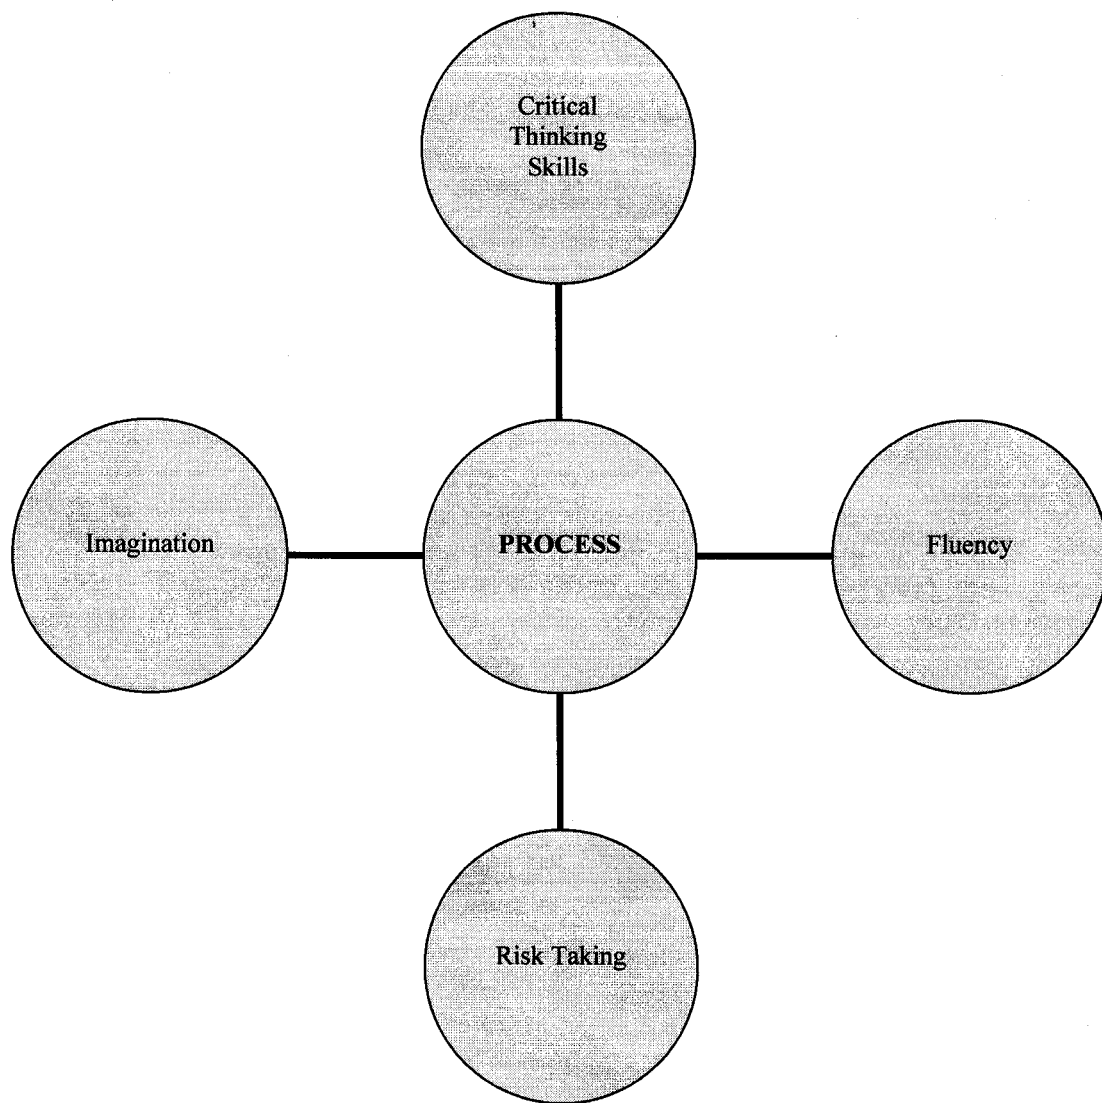 Critical
Thinking
Skills
Imagination
PROCESS
Fluency
Risk Taking